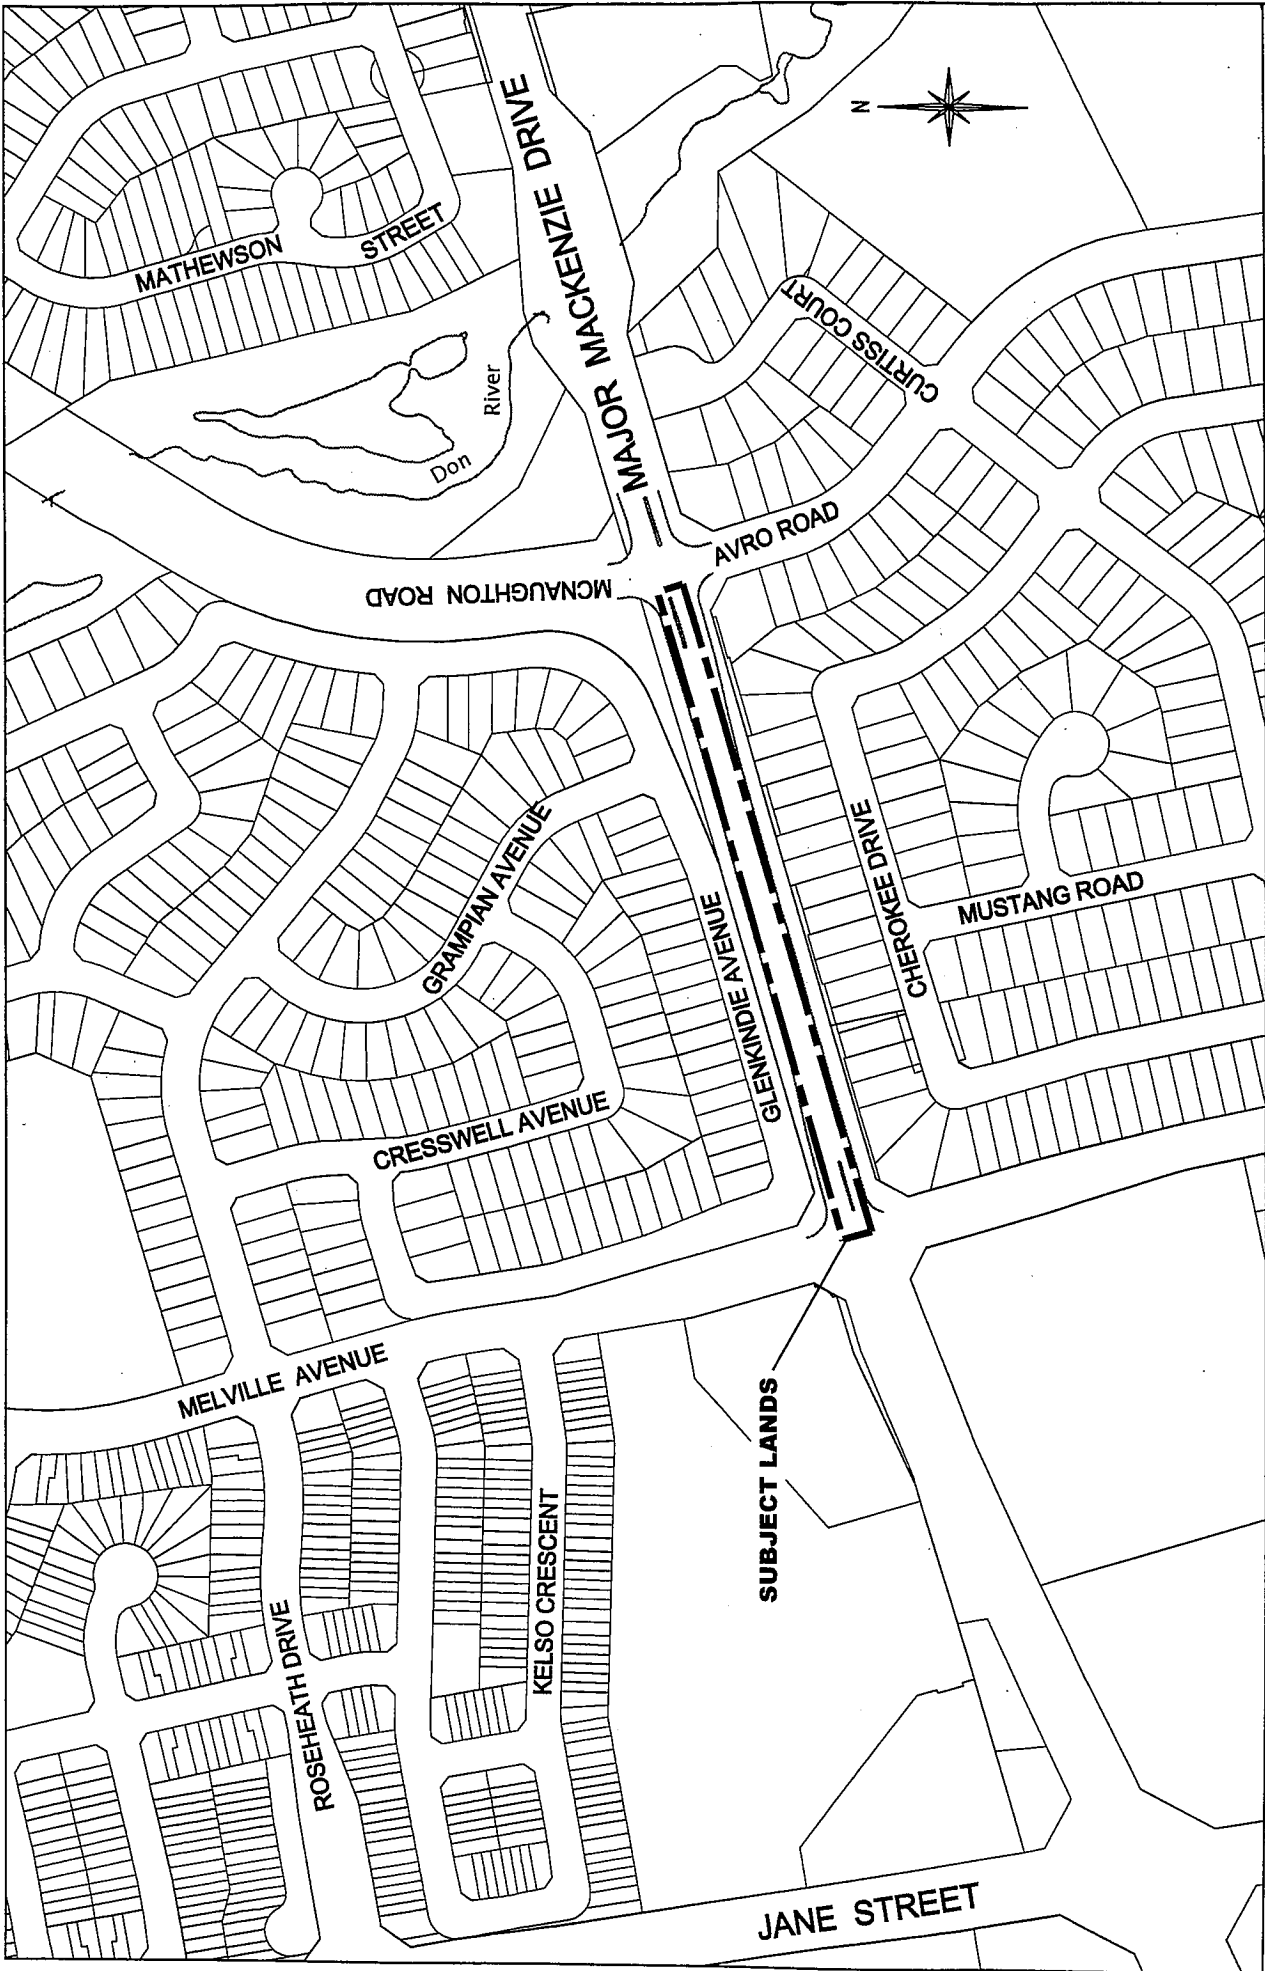 MAJOR MACKENZIE DRIVE
N
MATHEWSON
STREET
River
Don
CURTISS COURT
AVRO ROAD
MCNAUGHTON ROAD
GRAMPIAN AVENUE
GLENKINDIE AVENUE
CHEROKEE DRIVE
MUSTANG ROAD
CRESSWELL AVENUE
MELVILLE AVENUE
SUBJECT LANDS
KELSO CRESCENT
ROSEHEATH DRIVE
JANE STREET